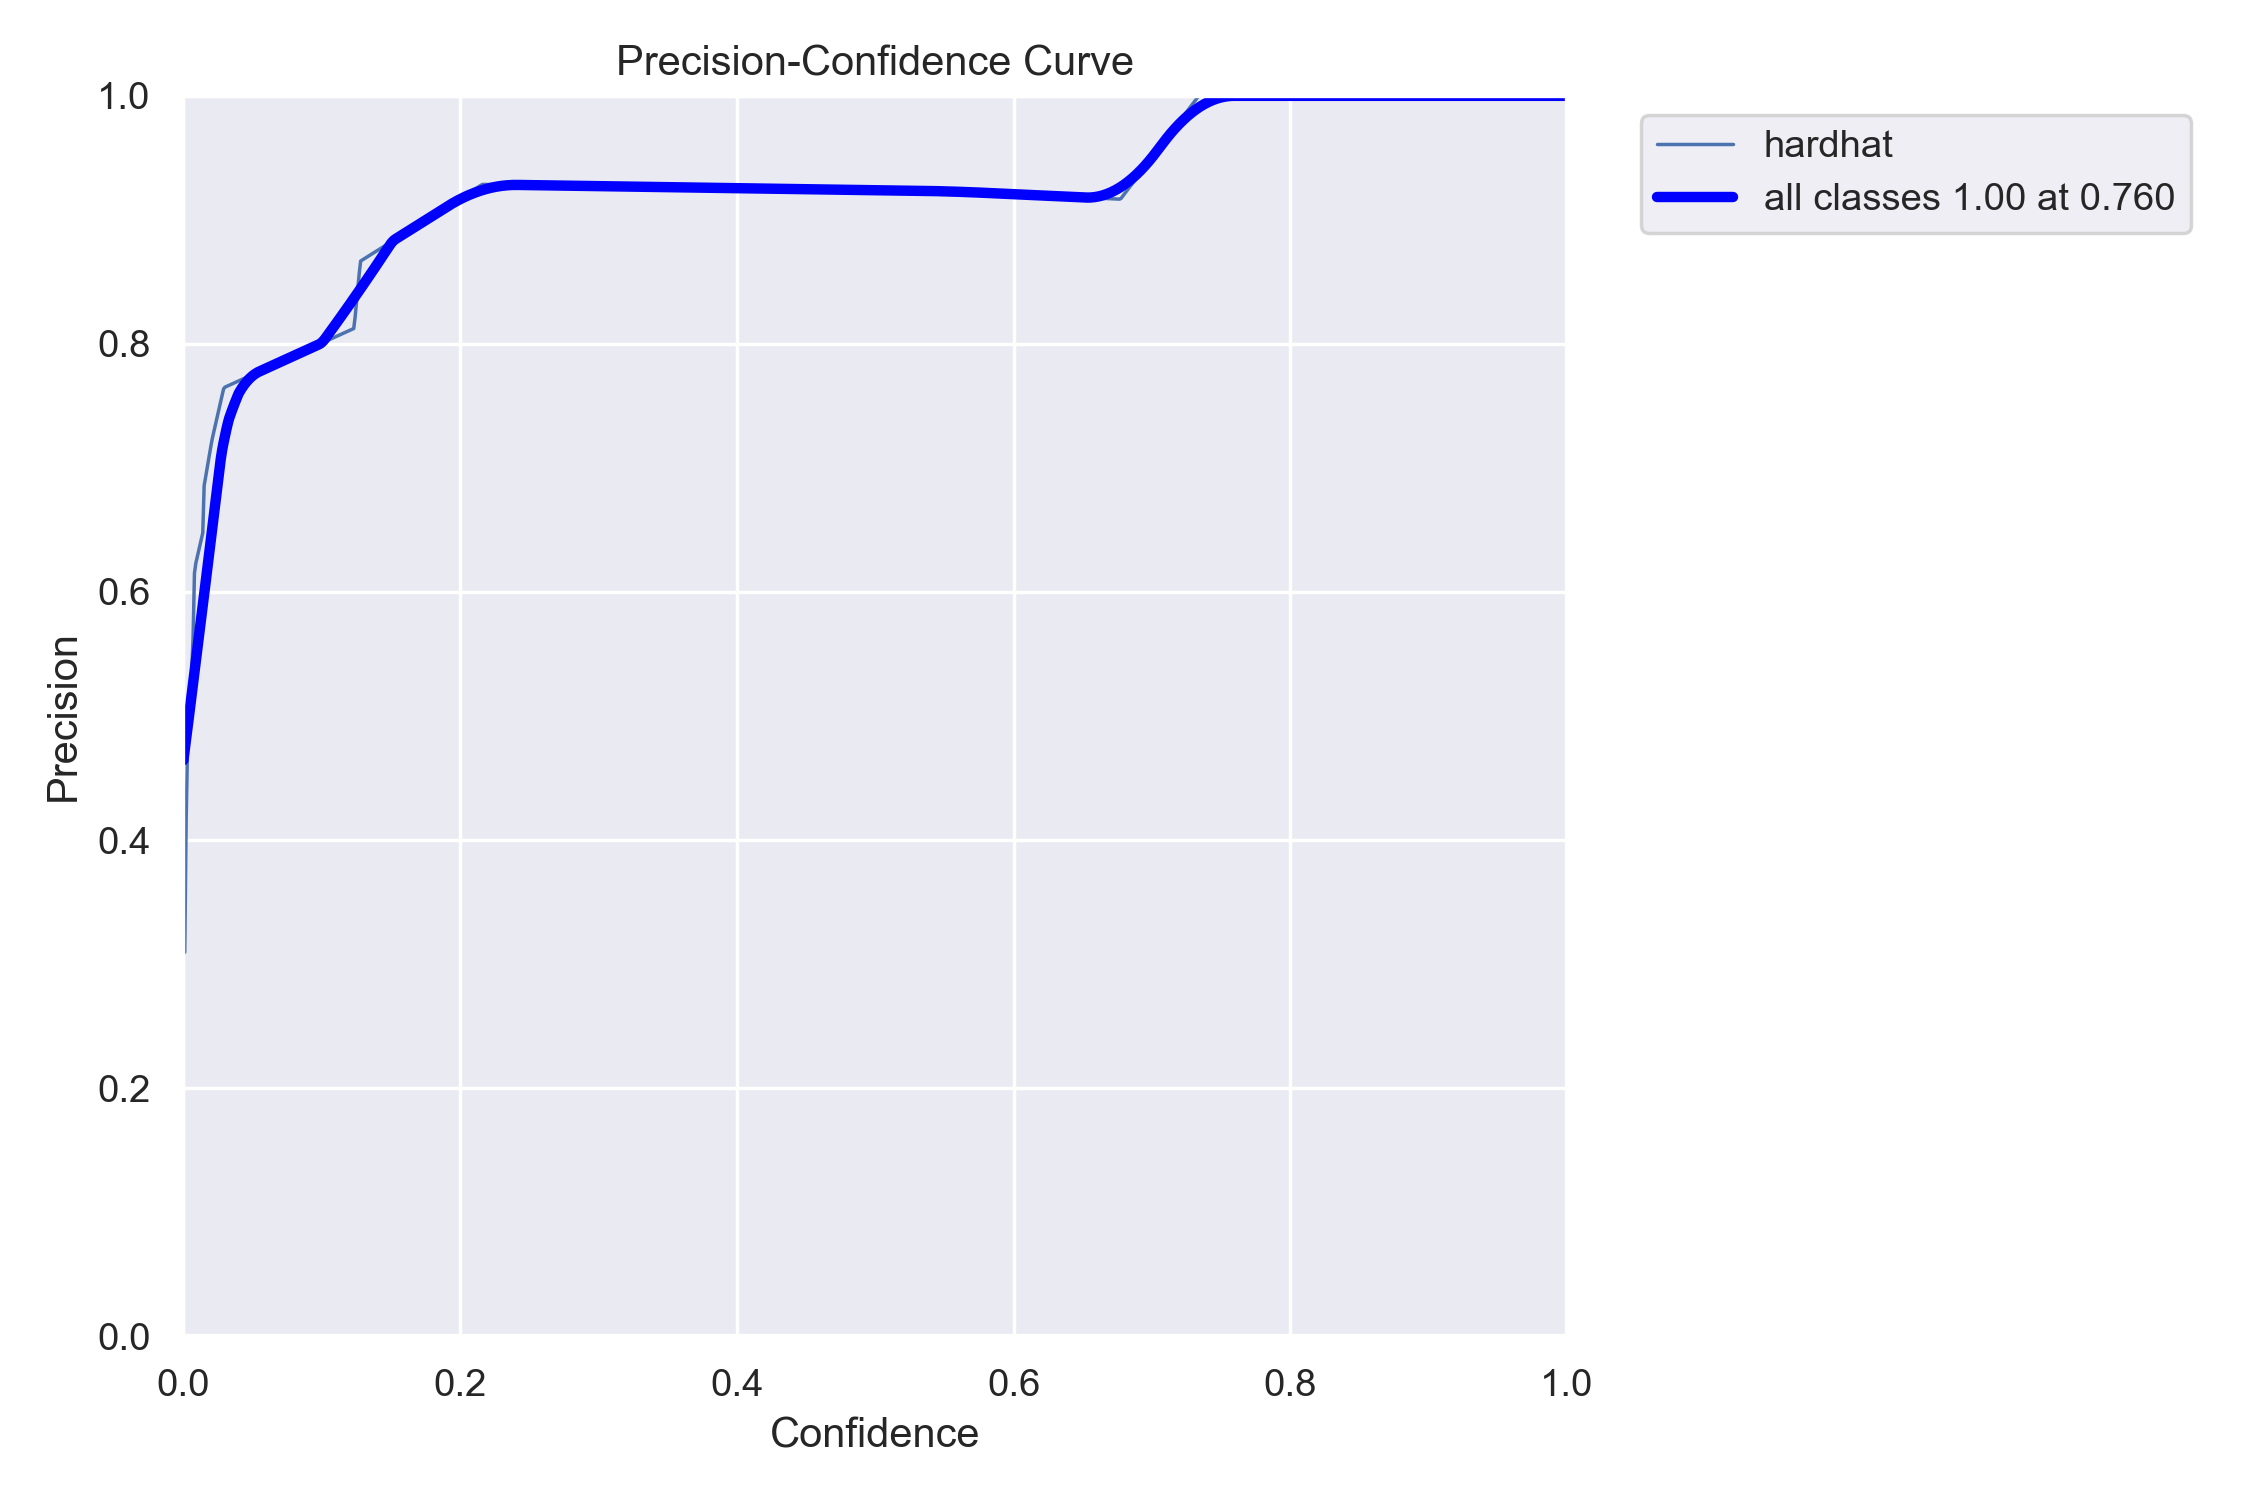 Precision-Confidence Curve
1.0
0.8
0.6
0.4
0.2
0.0
Precision
0.0 0.2 0.4 0.6 0.8 1.0
Confidence
hardhat
all classes 1.00 at 0.760